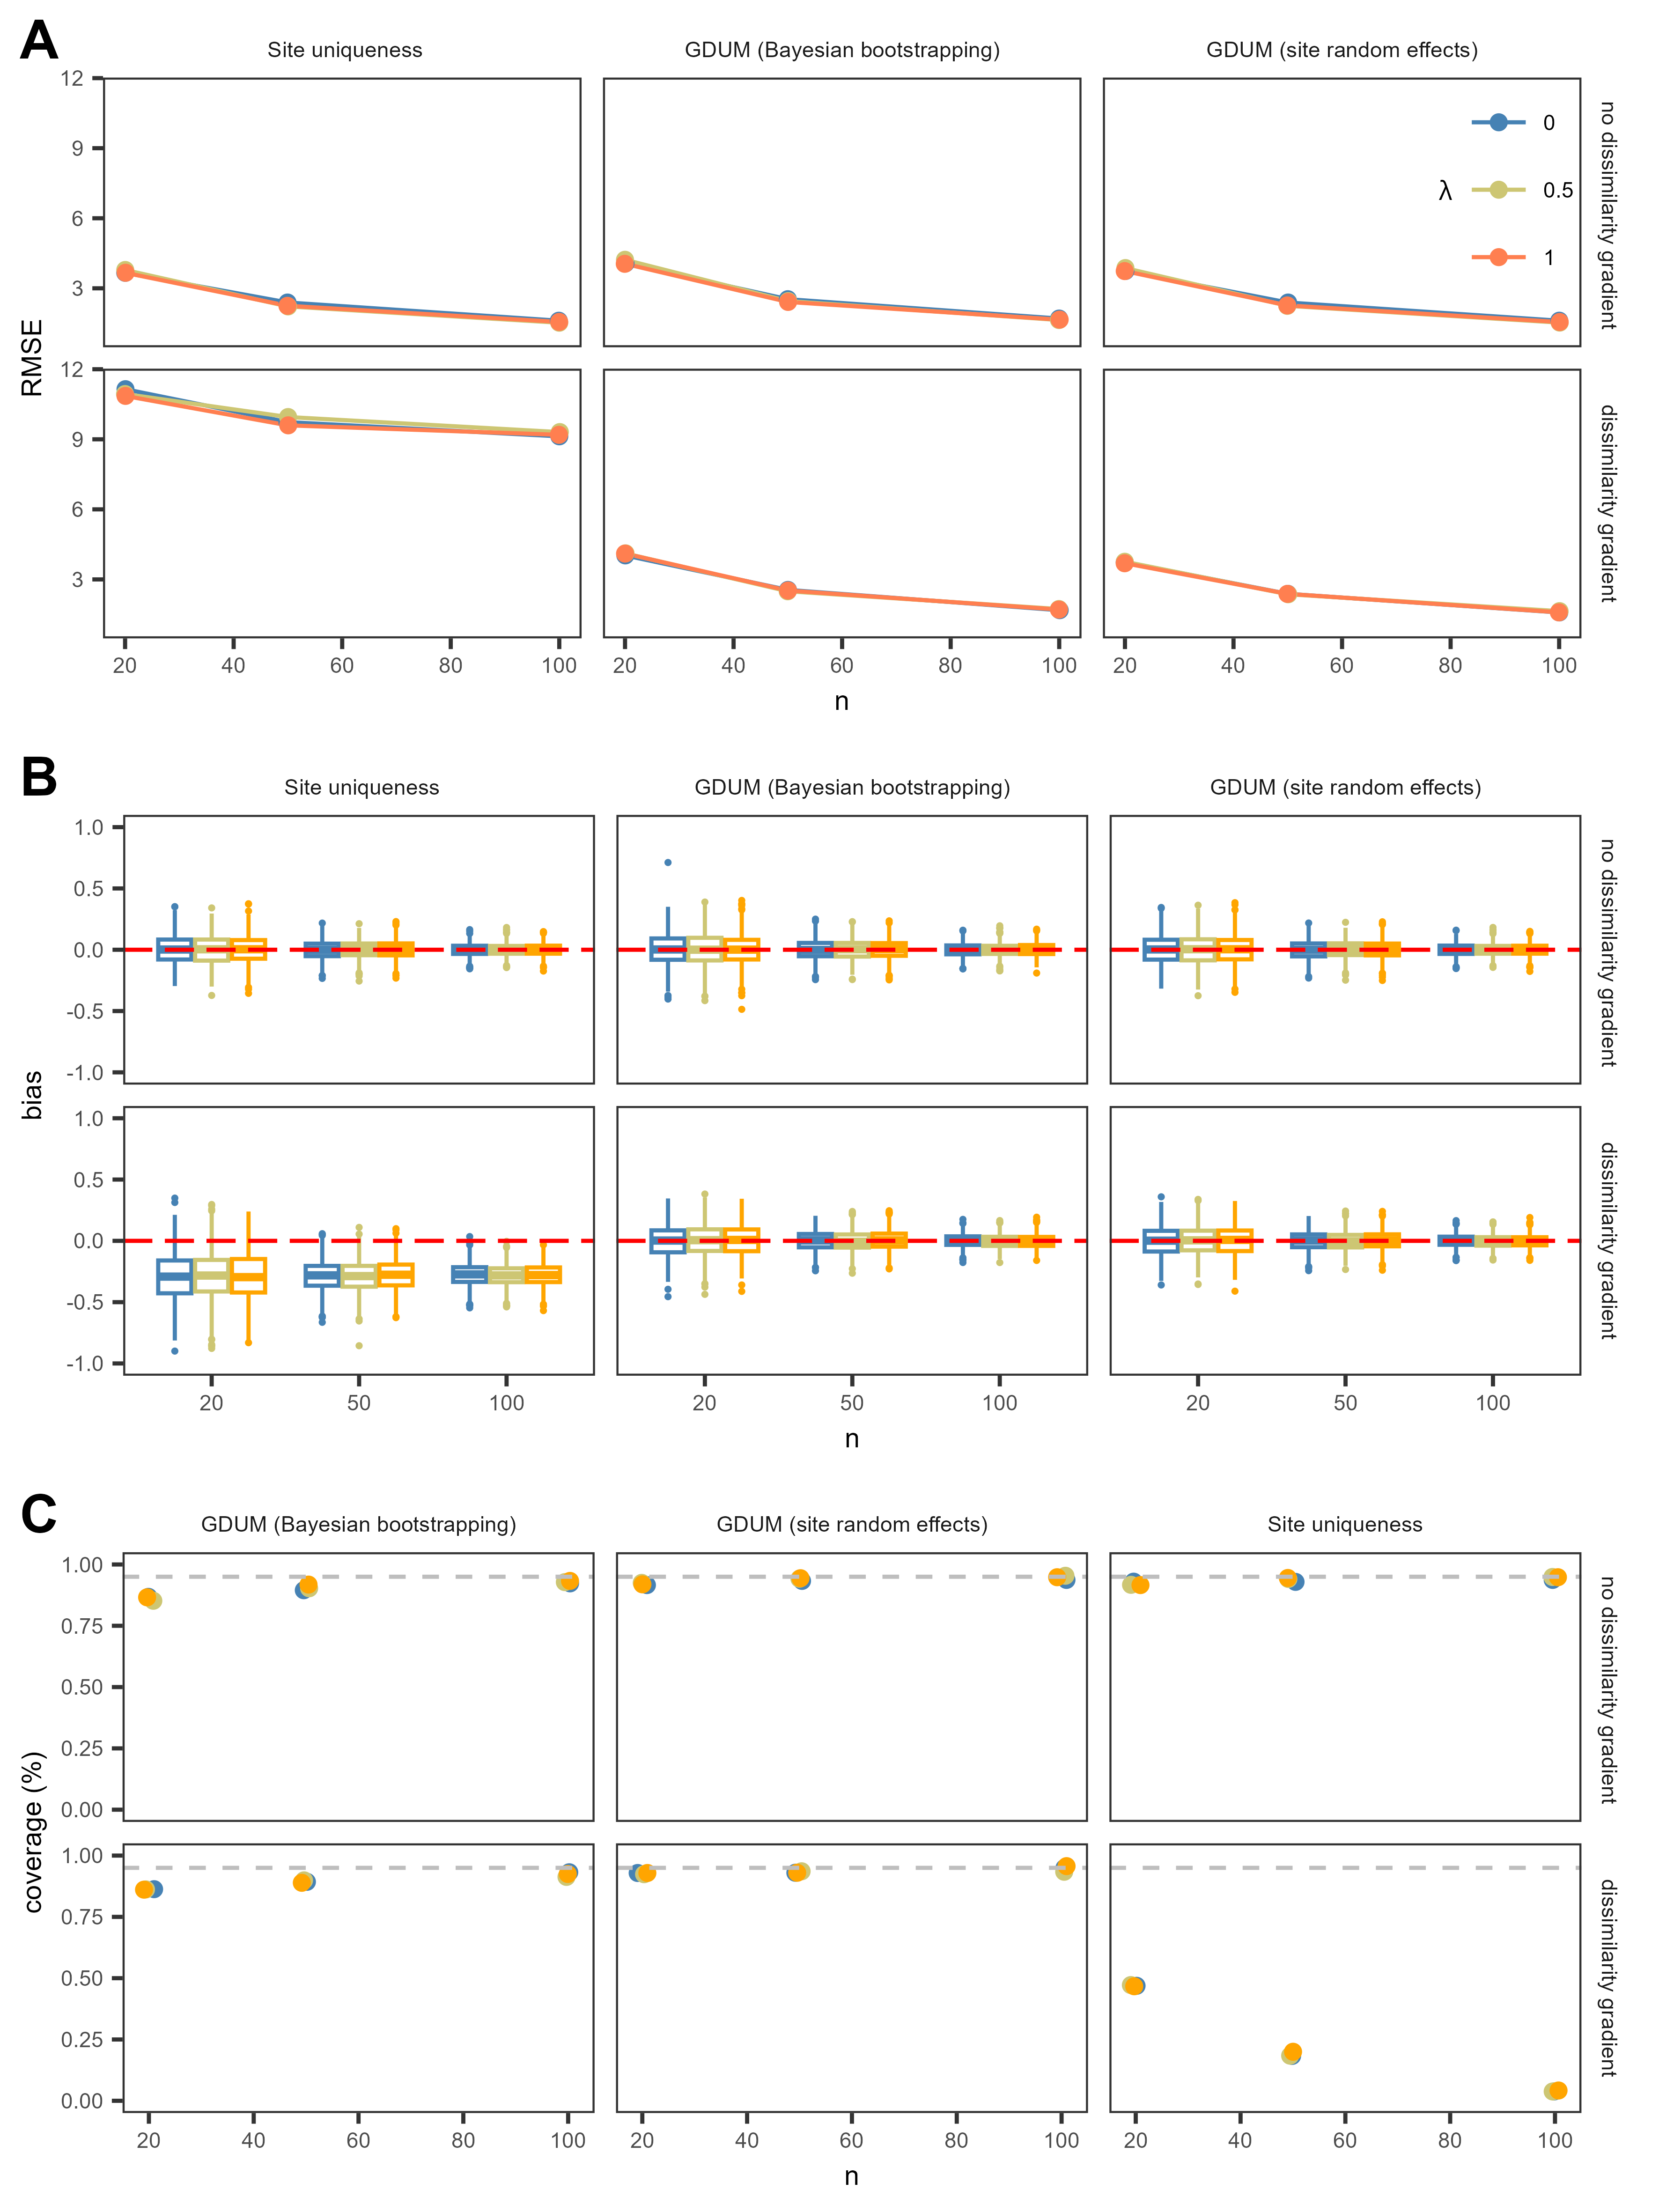 A
Site uniqueness
GDUM (Bayesian bootstrapping)
GDUM (site random effects)
12
9
6
3
0
λ
0.5
1
no dissimilarity gradient
RMSE
12
9
6
3
dissimilarity gradient
20 40 60 80 100
20 40 60 80 100
20 40 60 80 100
n
B
Site uniqueness
GDUM (Bayesian bootstrapping)
GDUM (site random effects)
1.0
0.5
0.0
-0.5
-1.0
no dissimilarity gradient
bias
1.0
0.5
0.0
-0.5
-1.0
dissimilarity gradient
20 50 100
20 50 100
20 50 100
n
C
GDUM (Bayesian bootstrapping)
GDUM (site random effects)
Site uniqueness
1.00
0.75
0.50
0.25
0.00
no dissimilarity gradient
coverage (%)
1.00
0.75
0.50
0.25
0.00
dissimilarity gradient
20 40 60 80 100
20 40 60 80 100
20 40 60 80 100
n